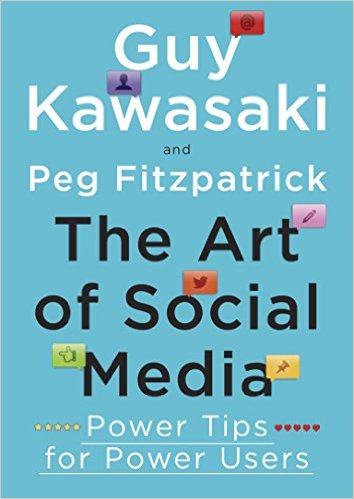 Guy
Kawasaki
and
Peg Fitzpatrick
The Art
of Social
Media
Power Tips
for Power Users